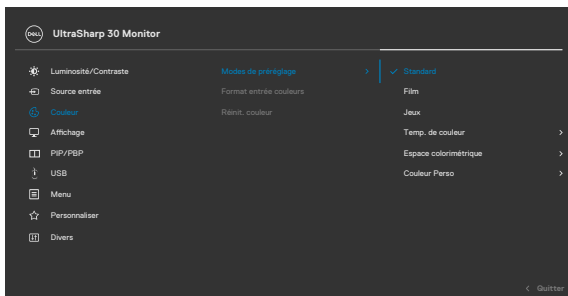 DELL
UltraSharp 30 Monitor
Luminosité/Contraste
Modes de préréglage
Standard
Source entrée
Format entrée couleurs
Film
Couleur
Réinit. couleur
Jeux
Affichage
Temp. de couleur
PIP/PBP
Espace colorimétrique
USB
Couleur Perso
Menu
Personnaliser
Divers
Quitter